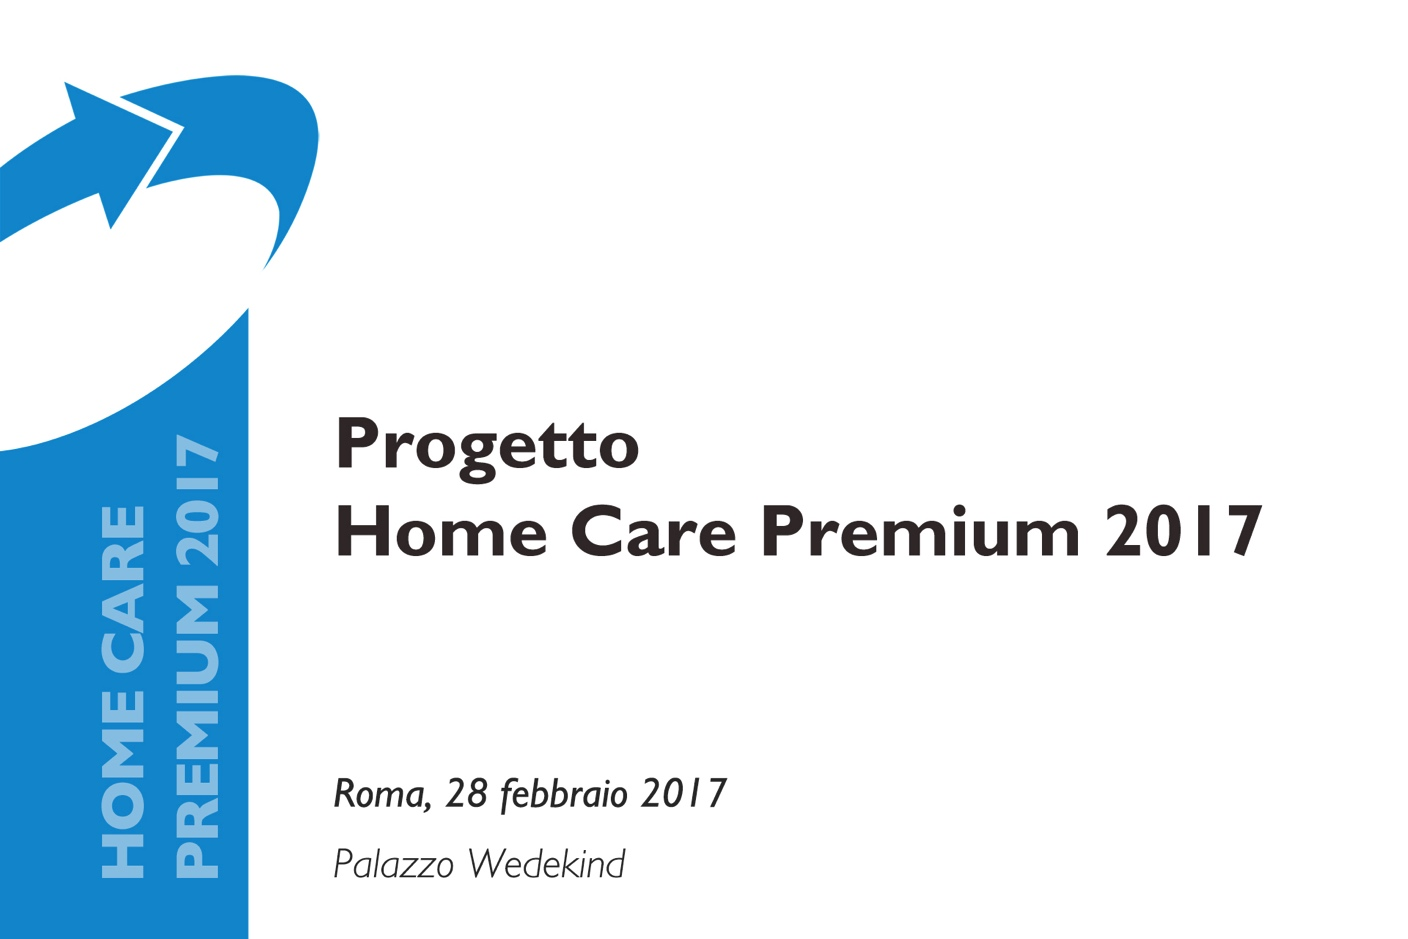 HOME CARE
PREMIUM 2017
Progetto
Home Care Premium 2017
Roma, 28 febbraio 2017
Palazzo Wedekind